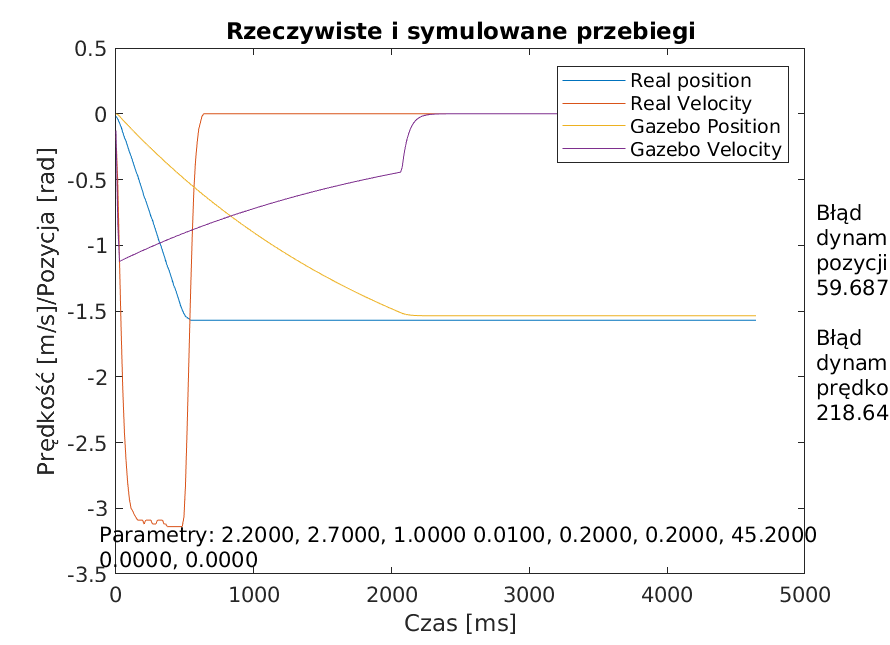 Rzeczywiste i symulowane przebiegi
0.5
0
-0.5
-1
-1.5
-2
-2.5
-3
-3.5
Prędkość [m/s]/Pozycja [rad]
Real position
Real Velocity
Gazebo Position
Gazebo Velocity
Błąd
dynam
pozycji
59.687
Błąd
dynam
prędko
218.64
Parametry: 2.2000, 2.7000, 1.0000 0.0100, 0.2000, 0.2000, 45.2000
0.0000, 0.0000
0
1000
2000
3000
4000
5000
Czas [ms]